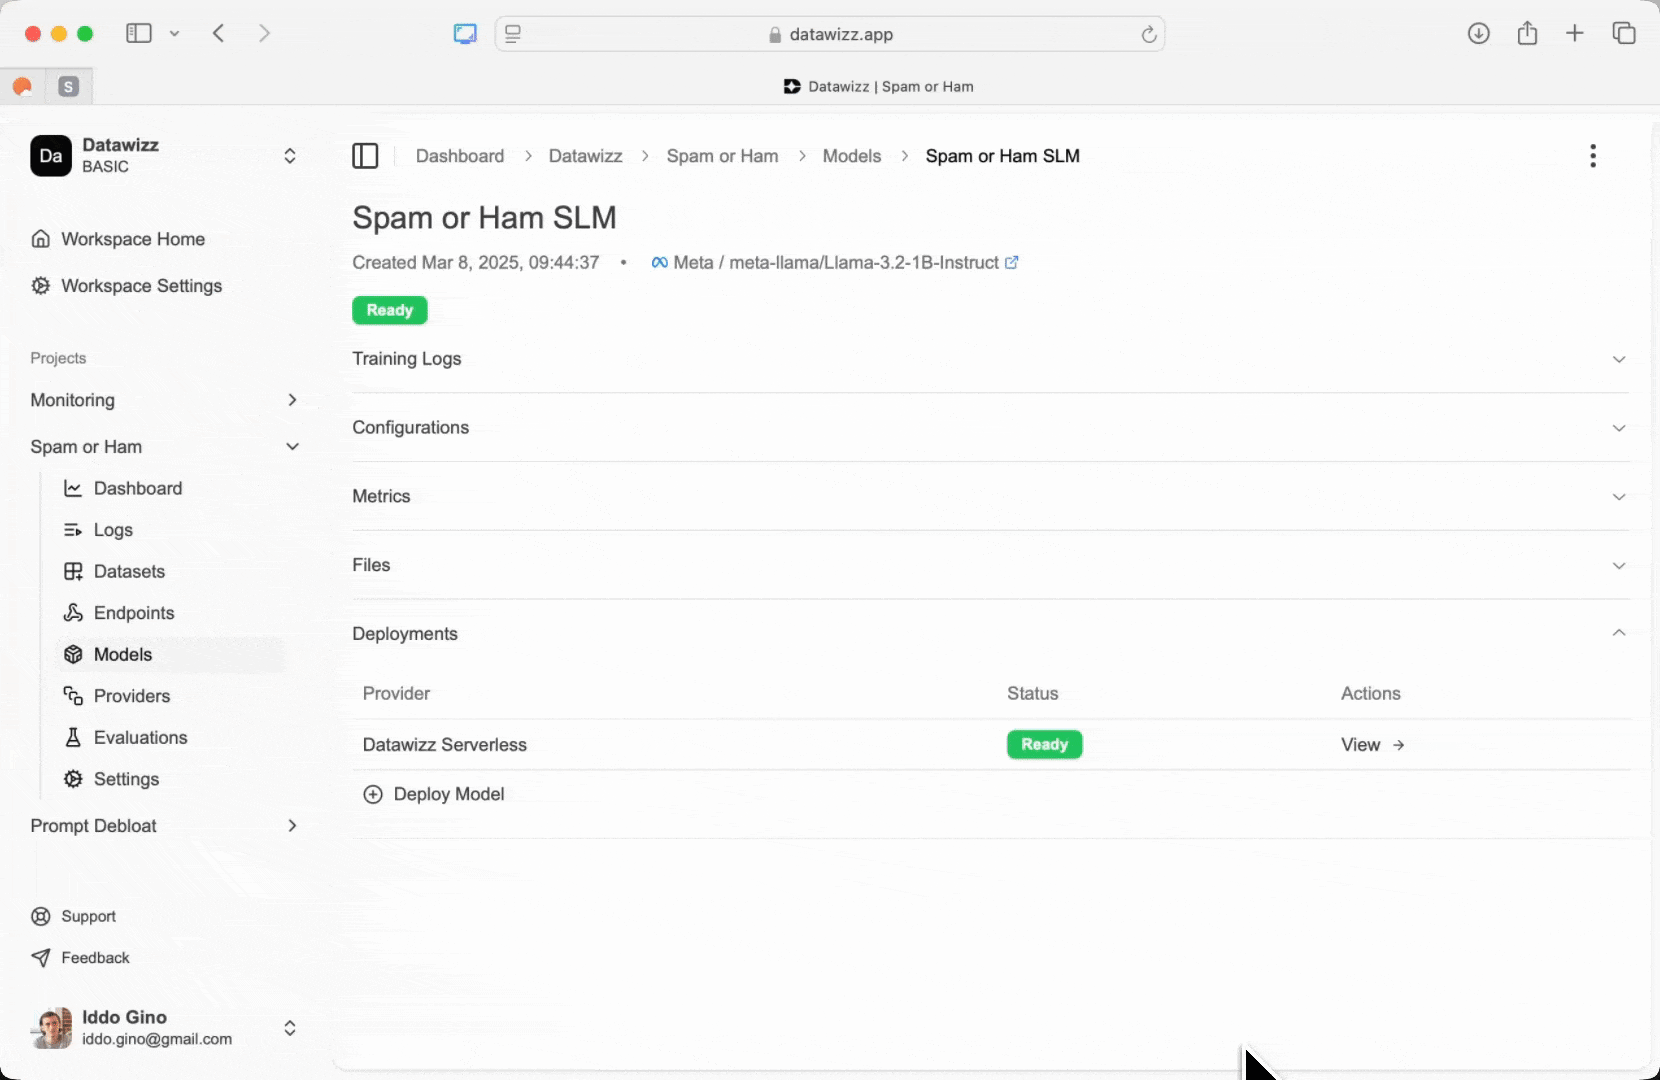 datawizz.app
S
Datawizz | Spam or Ham
Da
Datawizz
BASIC
Workspace Home
Workspace Settings
Projects
Monitoring
Spam or Ham
Dashboard
Logs
Datasets
Endpoints
Models
Providers
Evaluations
Settings
Prompt Debloat
Support
Feedback
Iddo Gino
iddo.gino@gmail.com
Dashboard > Datawizz > Spam or Ham > Models > Spam or Ham SLM
Spam or Ham SLM
Created Mar 8, 2025, 09:44:37 • Meta / meta-llama/Llama-3.2-1B-Instruct
Ready
Training Logs
Configurations
Metrics
Files
Deployments
Provider Status Actions
Datawizz Serverless Ready View →
Deploy Model